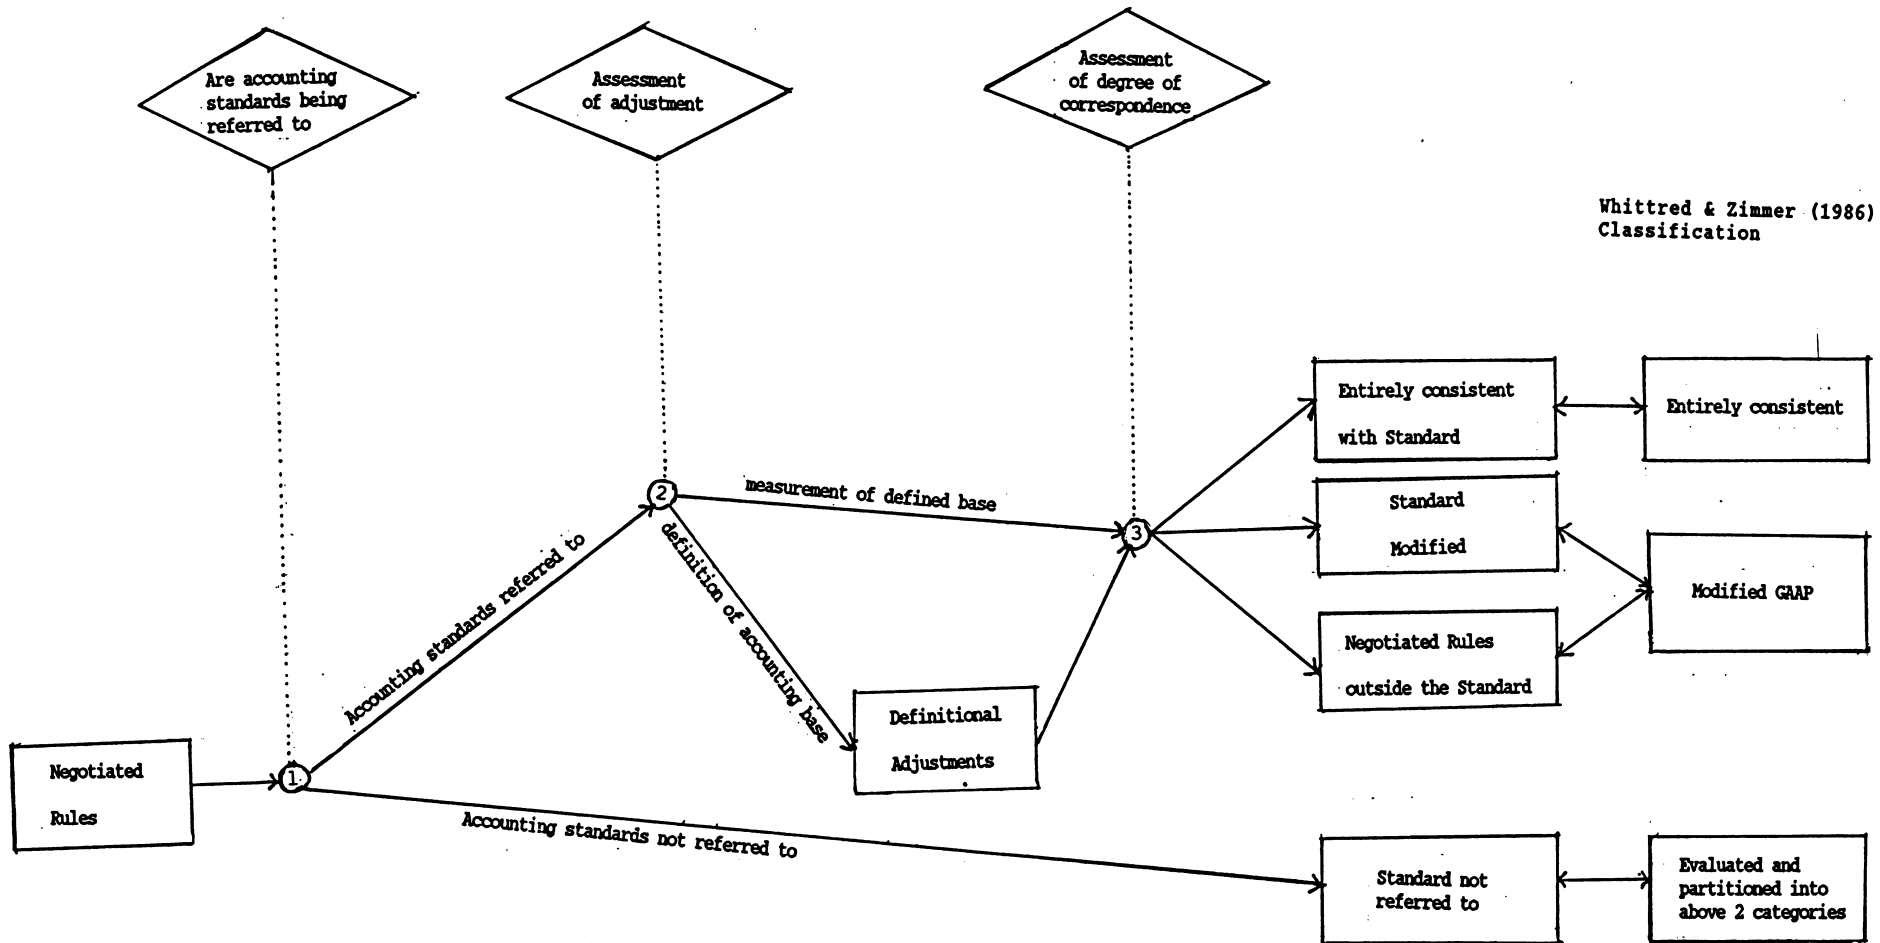 Are accounting
standards being
referred to
Assessment
of adjustment
Assessment
of degree of
correspondence
Whittred & Zimmer (1986)
Classification
Entirely consistent
with Standard
Entirely consistent
2
measurement of defined base
3
Standard
Modified
Accounting standards referred to
definition of accounting base
Modified GAAP
Negotiated Rules
outside the Standard
Definitional
Adjustments
Negotiated
Rules
1
Accounting standards not referred to
Standard not
referred to
Evaluated and
partitioned into
above 2 categories